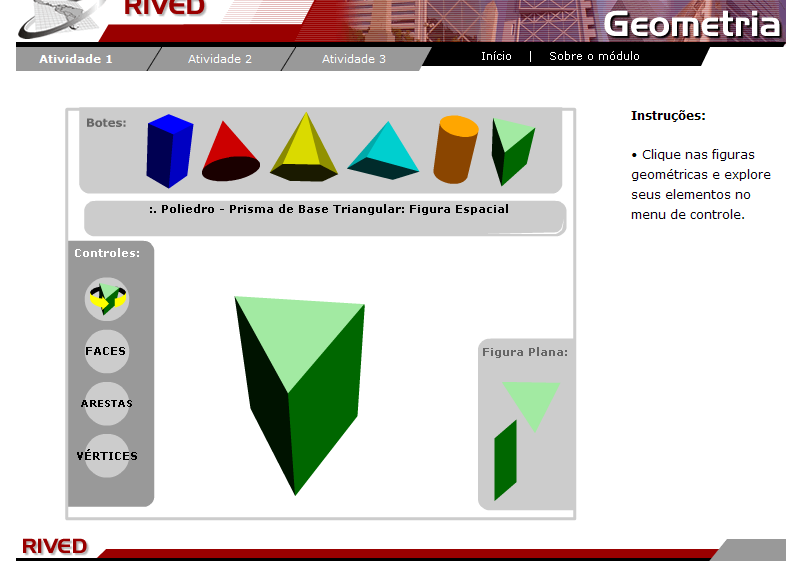 RIVED
Geometria
Atividade 1
Atividade 2
Atividade 3
Início | Sobre o módulo
Botes:
:. Poliedro - Prisma de Base Triangular: Figura Espacial
Controles:
FACES
ARESTAS
VÉRTICES
Figura Plana:
Instruções:
• Clique nas figuras
geométricas e explore
seus elementos no
menu de controle.
RIVED